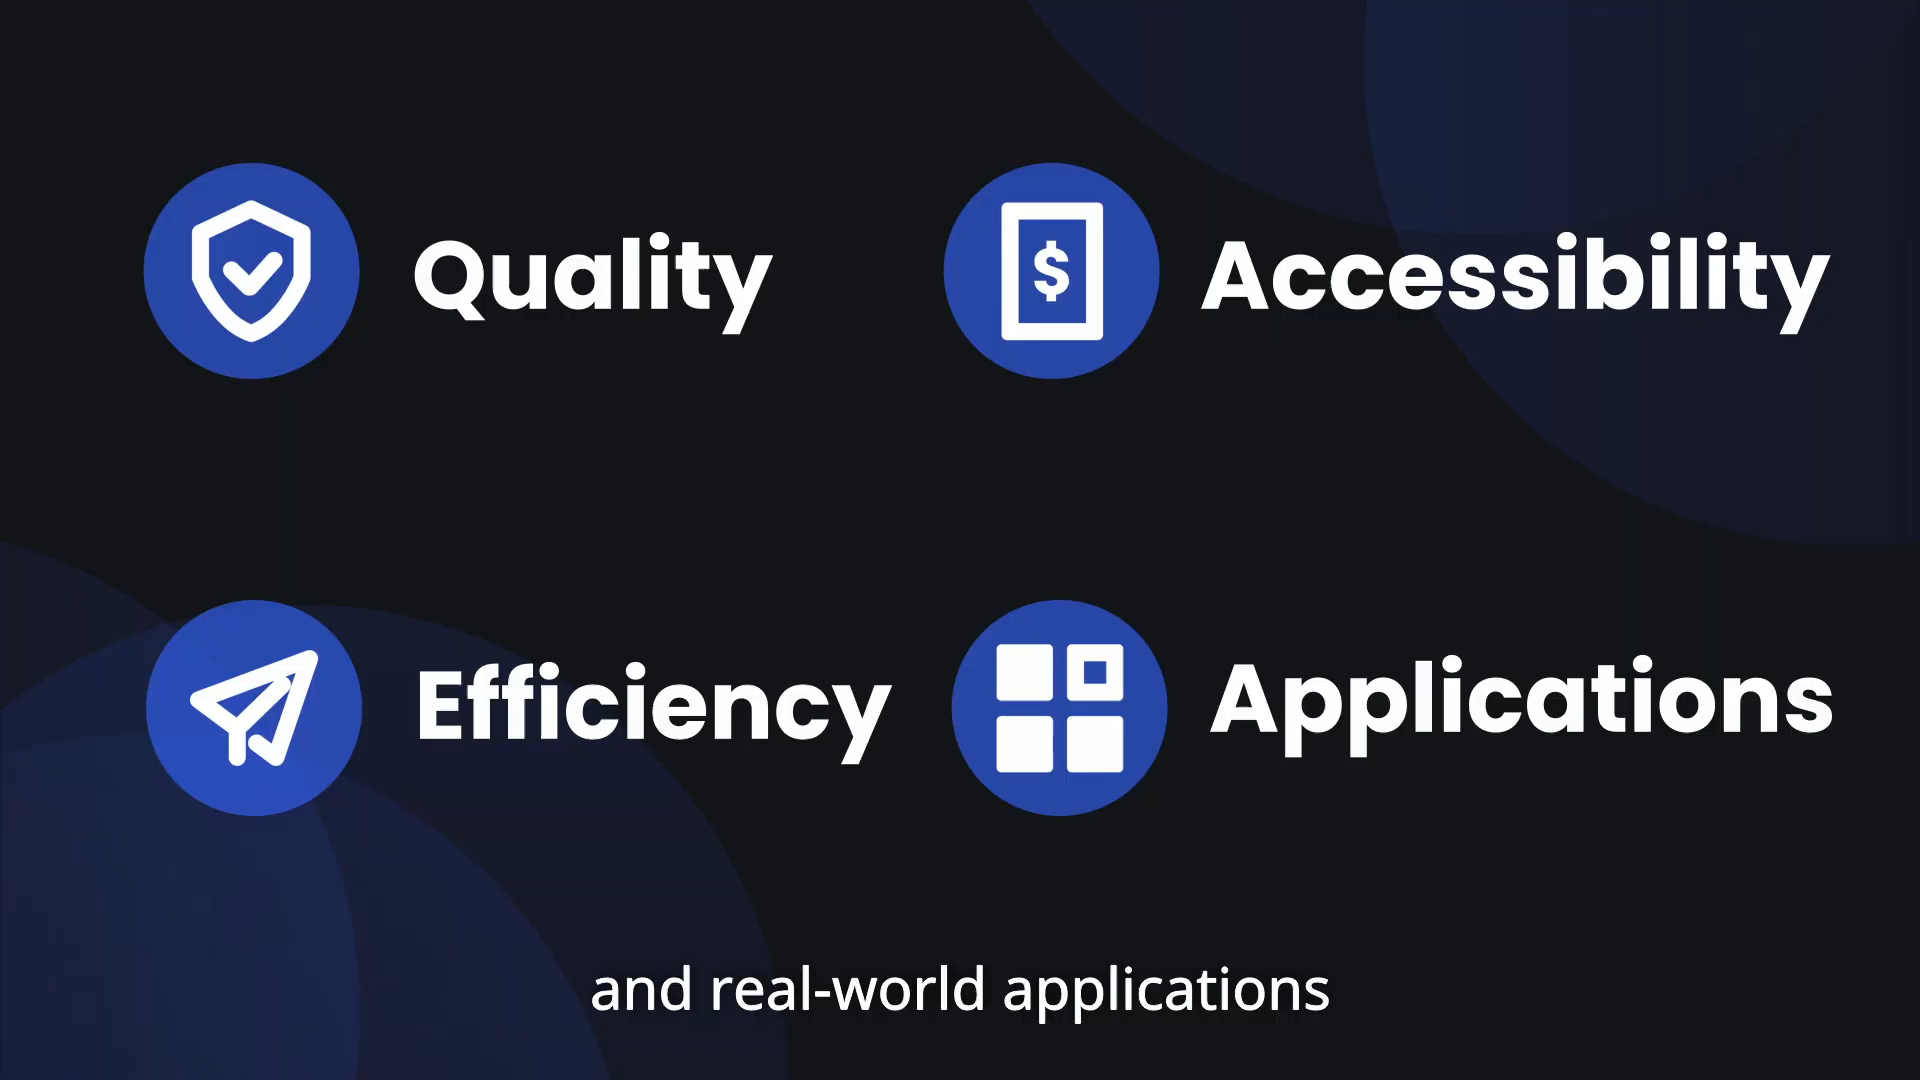 Quality
Accessibility
$
Efficiency
Applications
and real-world applications